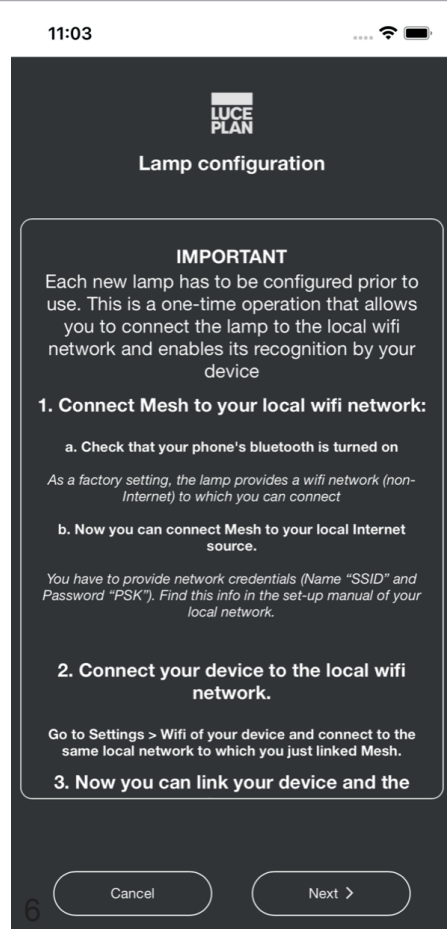 11:03
LUCE
PLAN
Lamp configuration
IMPORTANT
Each new lamp has to be configured prior to
use. This is a one-time operation that allows
you to connect the lamp to the local wifi
network and enables its recognition by your
device
1. Connect Mesh to your local wifi network:
a. Check that your phone's bluetooth is turned on
As a factory setting, the lamp provides a wifi network (non-
Internet) to which you can connect
b. Now you can connect Mesh to your local Internet
source.
You have to provide network credentials (Name “SSID” and
Password “PSK”). Find this info in the set-up manual of your
local network.
2. Connect your device to the local wifi
network.
Go to Settings > Wifi of your device and connect to the
same local network to which you just linked Mesh.
3. Now you can link your device and the
Cancel
Next >
6